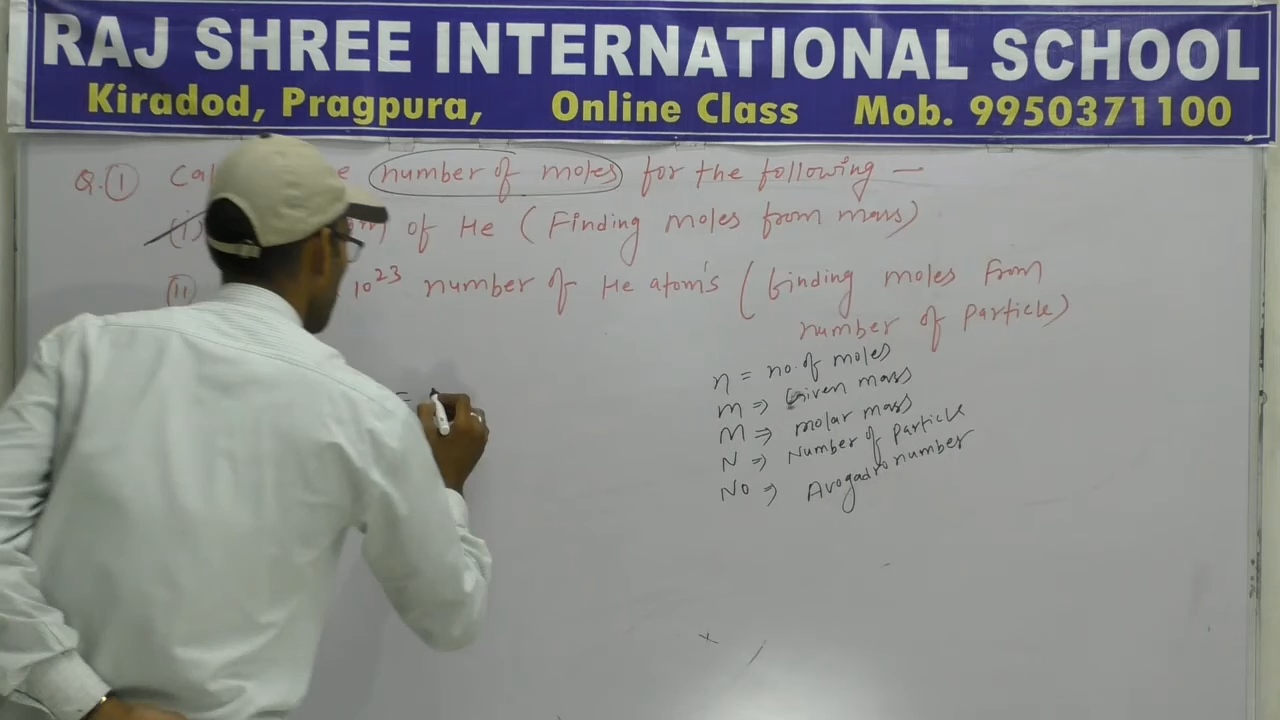 RAJ SHREE INTERNATIONAL SCHOOL
Kiradod, Pragpura, Online Class Mob. 9950371100
Q. 1 number of moles for the following —
(i) of He (Finding moles from mass)
(ii) 10²³ number of He atom's (finding moles from
number of Particle)
n = no. of moles
m => Given mass
M => molar mass
N => Number of Particle
No => Avogadro number
=